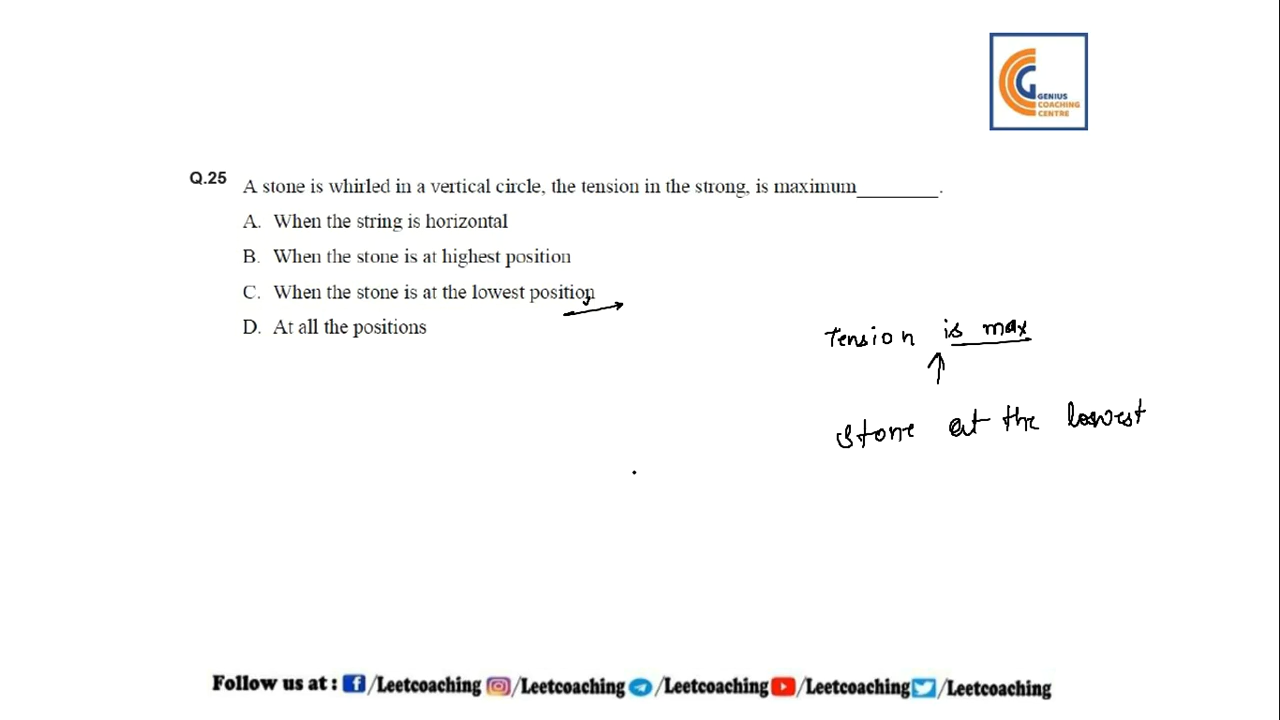 GENIUS
COACHING
CENTRE
Q.25 A stone is whirled in a vertical circle, the tension in the strong, is maximum________.
A. When the string is horizontal
B. When the stone is at highest position
C. When the stone is at the lowest position
D. At all the positions
Tension is max
stone at the lowest
Follow us at : /Leetcoaching /Leetcoaching /Leetcoaching /Leetcoaching /Leetcoaching